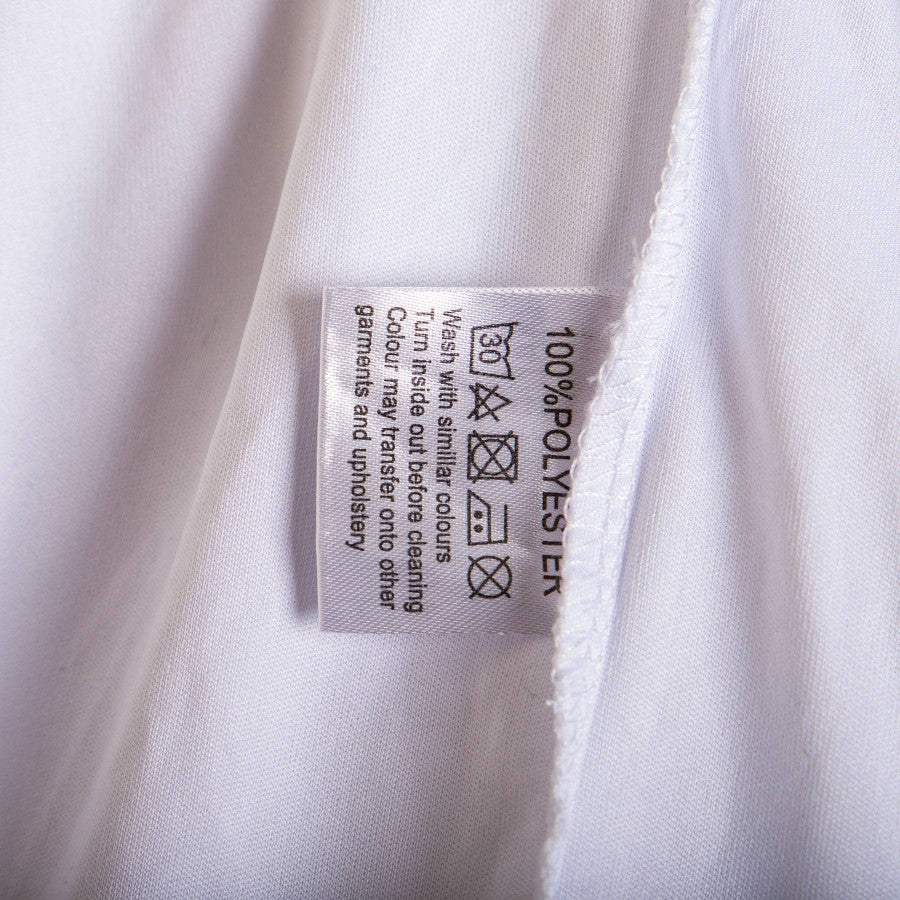 100%POLYESTER
30
Wash with simillar colours
Turn inside out before cleaning
Colour may transfer onto other
garments and upholstery